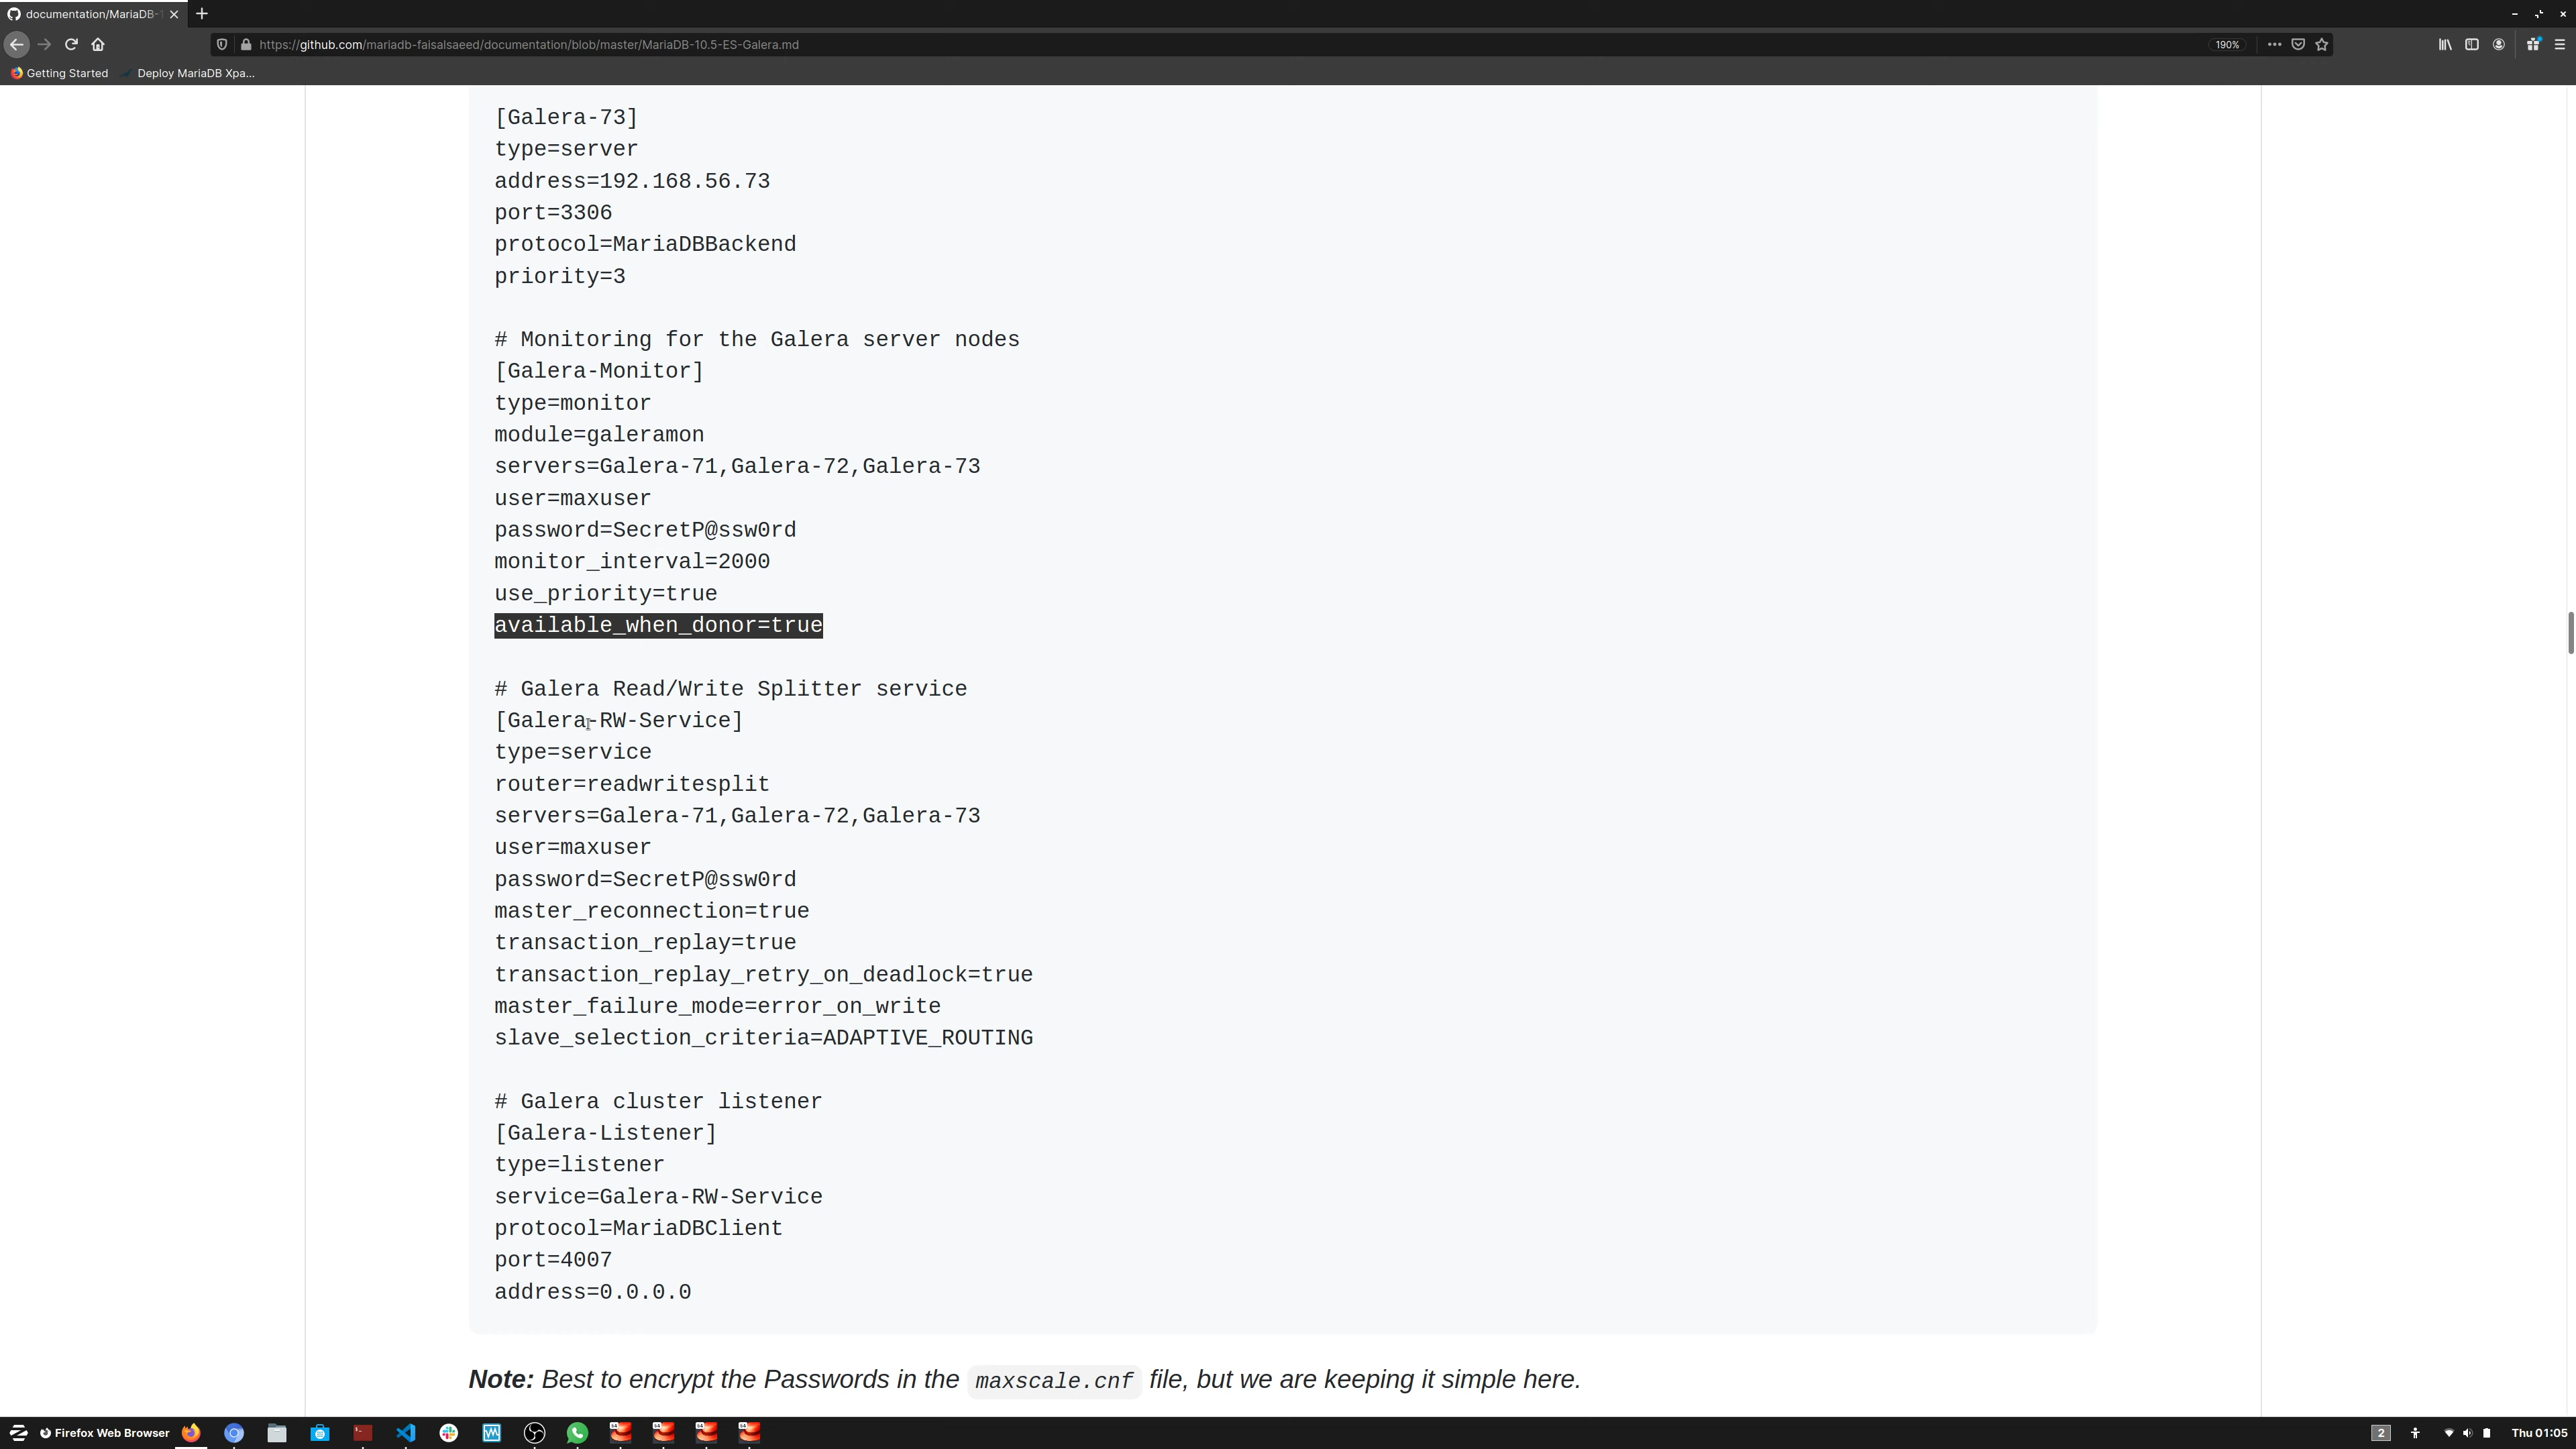 documentation/MariaDB-1
https://github.com/mariadb-faisalsaeed/documentation/blob/master/MariaDB-10.5-ES-Galera.md
190%
Getting Started
Deploy MariaDB Xpa...
[Galera-73]
type=server
address=192.168.56.73
port=3306
protocol=MariaDBBackend
priority=3
# Monitoring for the Galera server nodes
[Galera-Monitor]
type=monitor
module=galeramon
servers=Galera-71,Galera-72,Galera-73
user=maxuser
password=SecretP@ssw0rd
monitor_interval=2000
use_priority=true
available_when_donor=true
# Galera Read/Write Splitter service
[Galera-RW-Service]
type=service
router=readwritesplit
servers=Galera-71,Galera-72,Galera-73
user=maxuser
password=SecretP@ssw0rd
master_reconnection=true
transaction_replay=true
transaction_replay_retry_on_deadlock=true
master_failure_mode=error_on_write
slave_selection_criteria=ADAPTIVE_ROUTING
# Galera cluster listener
[Galera-Listener]
type=listener
service=Galera-RW-Service
protocol=MariaDBClient
port=4007
address=0.0.0.0
Note: Best to encrypt the Passwords in the maxscale.cnf file, but we are keeping it simple here.
Firefox Web Browser
2
Thu 01:05